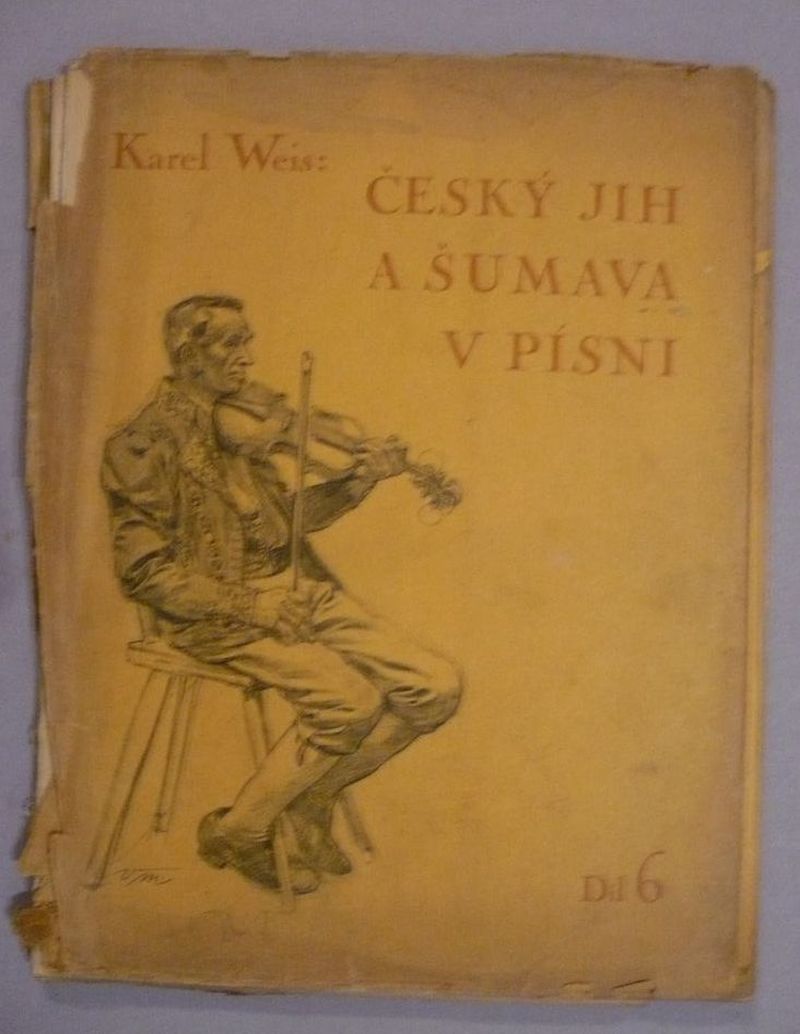 Karel Weis:
ČESKÝ JIH
A ŠUMAVA
V PÍSNI
Díl 6